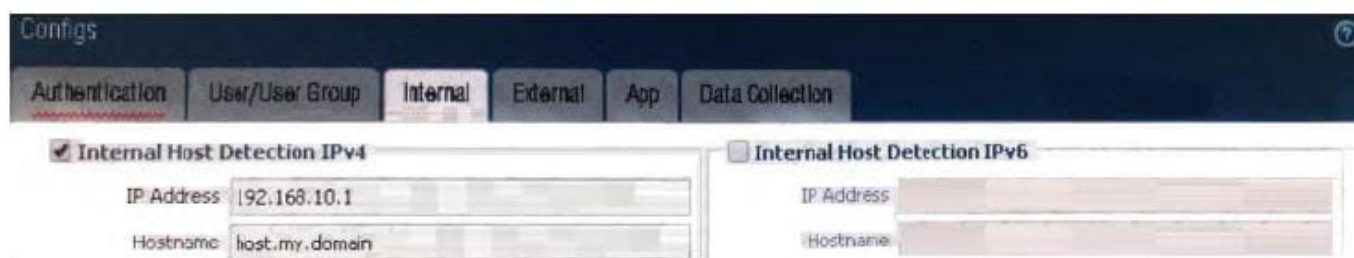 Configs
Authentication User/User Group Internal External App Data Collection
Internal Host Detection IPv4 Internal Host Detection IPv6
IP Address 192.168.10.1 IP Address
Hostname host.my.domain Hostname